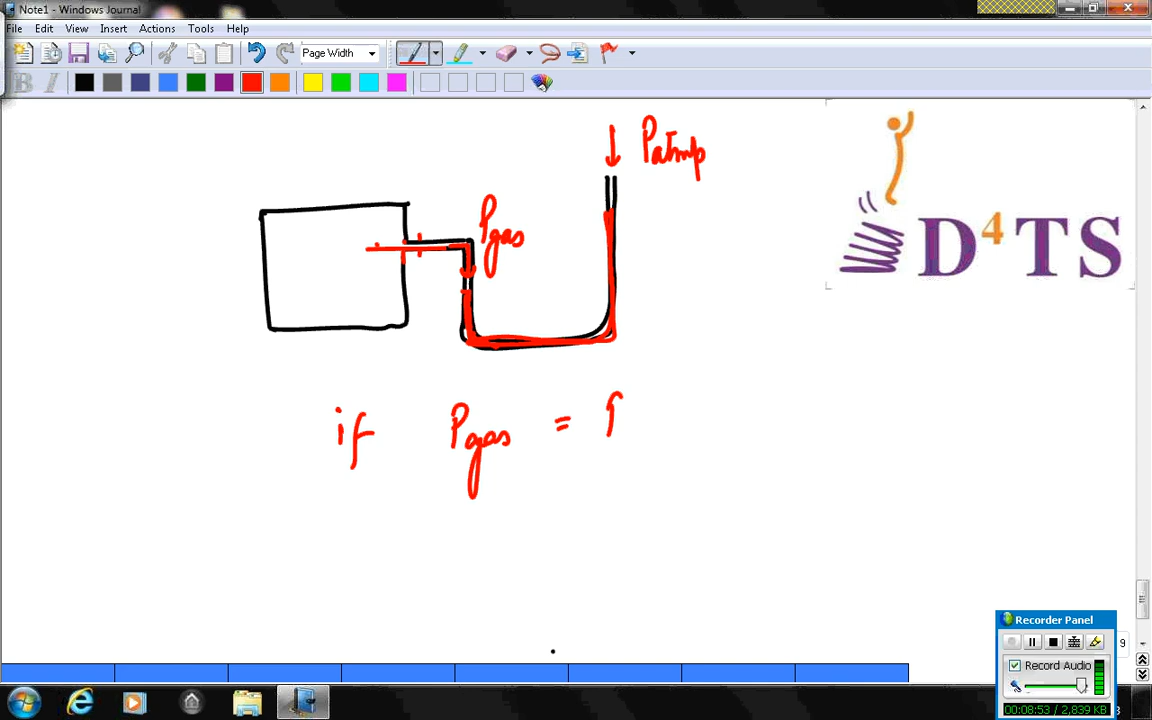 Note1 - Windows Journal
File Edit View Insert Actions Tools Help
Page Width
B I
Patmp
Pgas
D4TS
if Pgas = P
Recorder Panel
9
Record Audio
00:08:53 / 2,839 KB